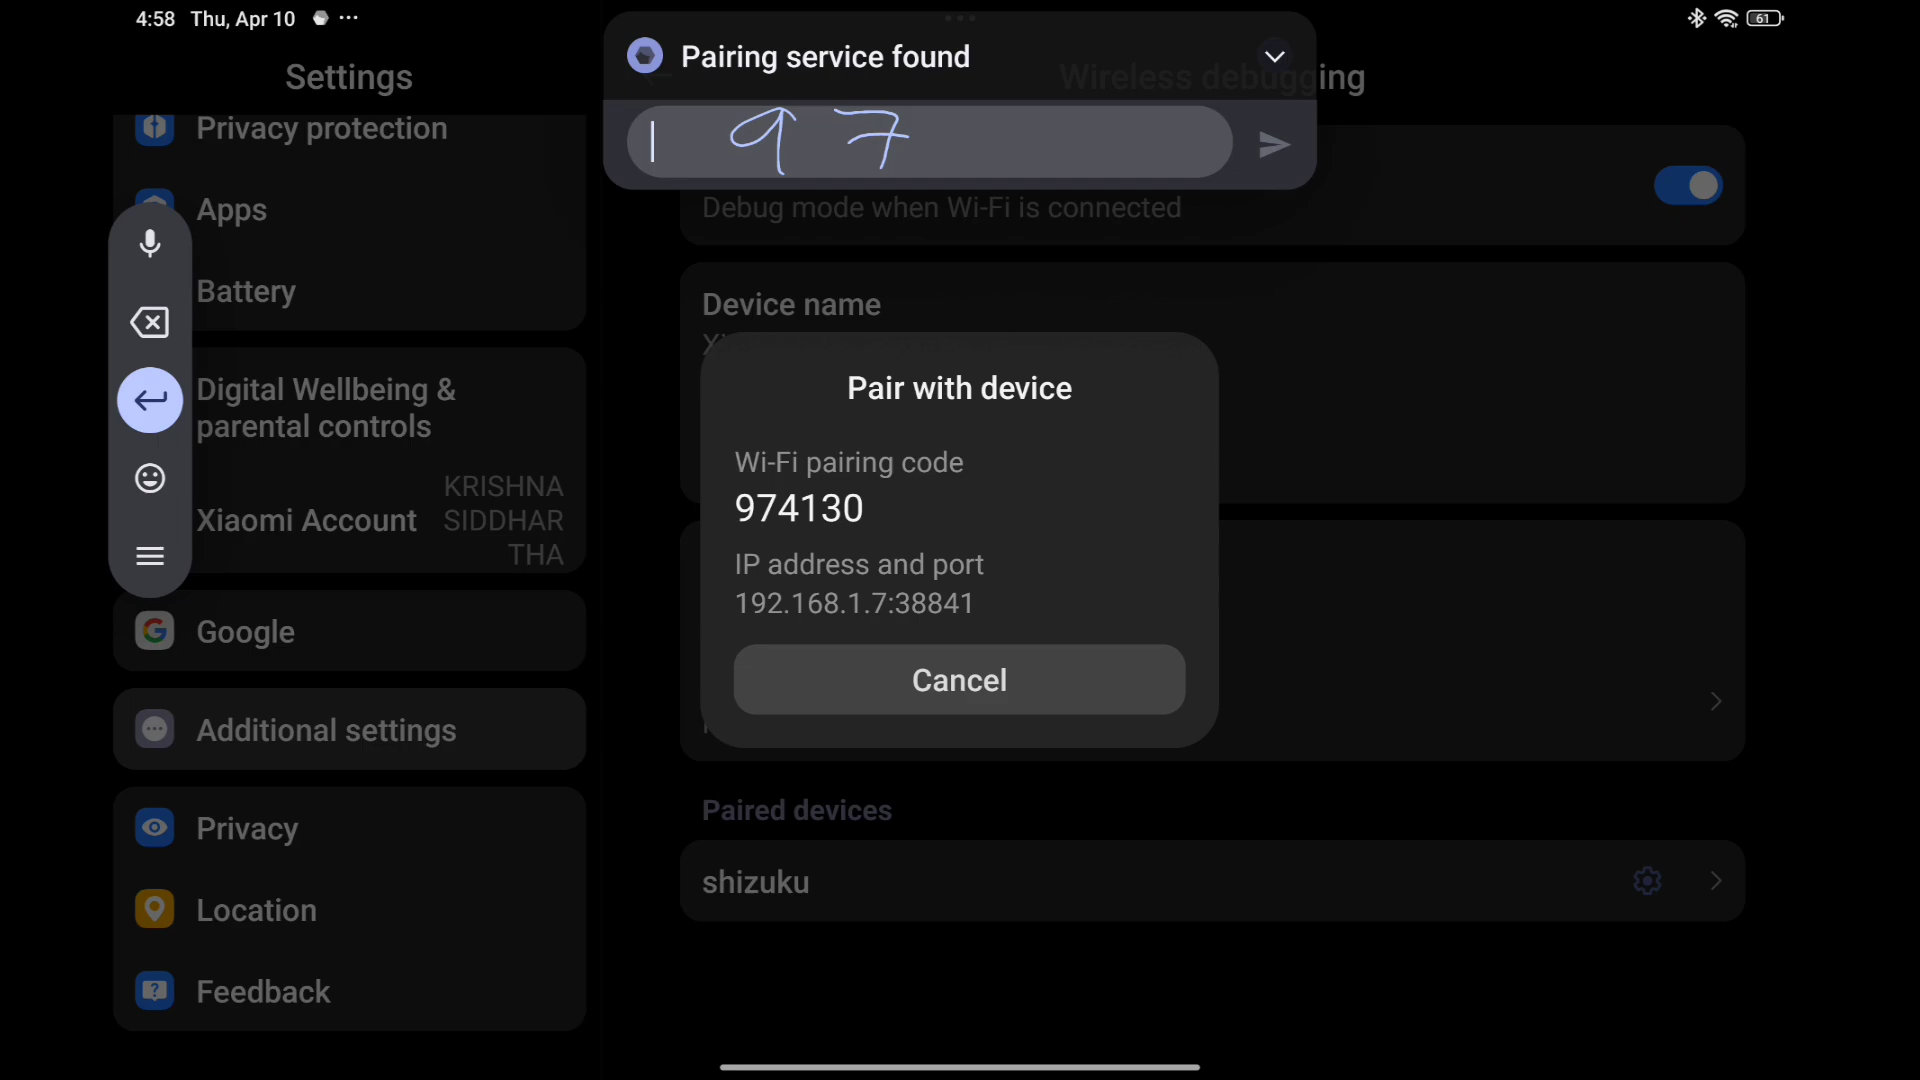 4:58 Thu, Apr 10
61
Settings
Privacy protection
Apps
Battery
Digital Wellbeing &
parental controls
Xiaomi Account
KRISHNA
SIDDHAR
THA
Google
Additional settings
Privacy
Location
Feedback
Pairing service found
Wireless debugging
97
Debug mode when Wi-Fi is connected
Device name
Pair with device
Wi-Fi pairing code
974130
IP address and port
192.168.1.7:38841
Cancel
Paired devices
shizuku